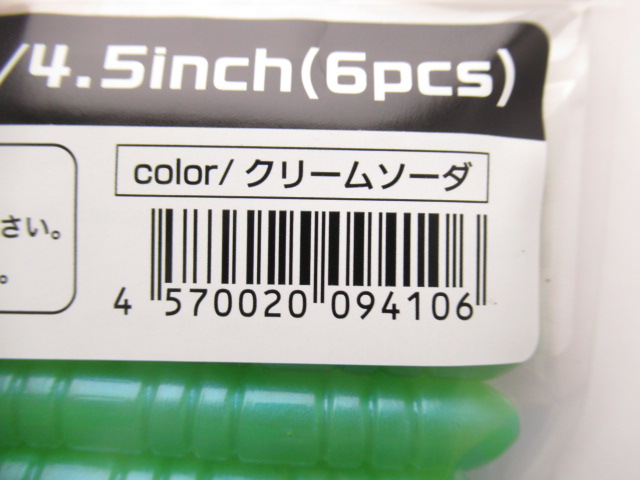 /4.5inch(6pcs)
color/クリームソーダ
さい。
。
4 570020 094106